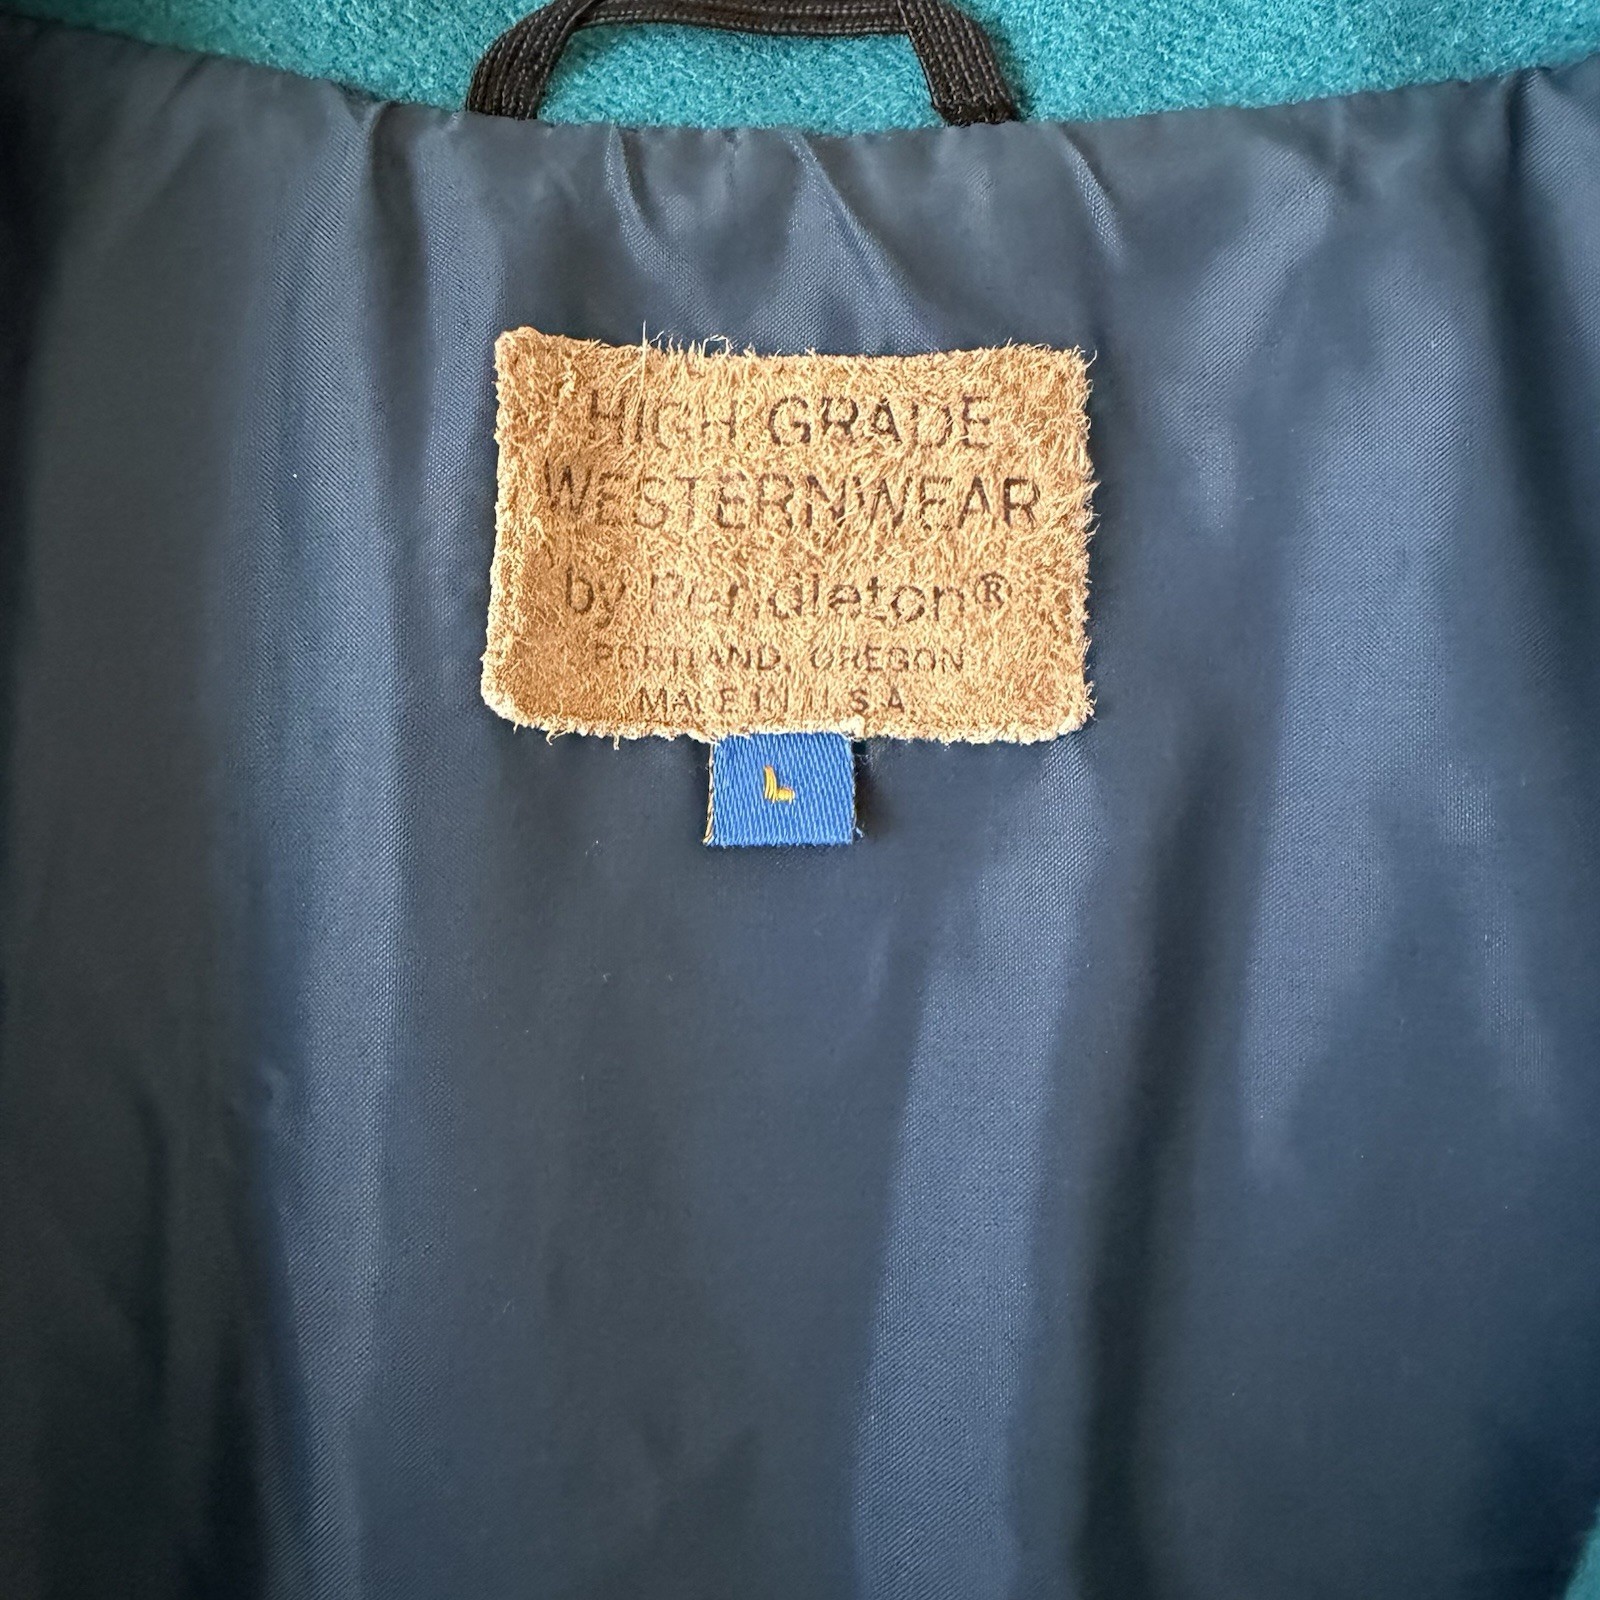 HIGH GRADE
WESTERNWEAR
by Pendleton®
PORTLAND, OREGON
MADE IN U.S.A.
L